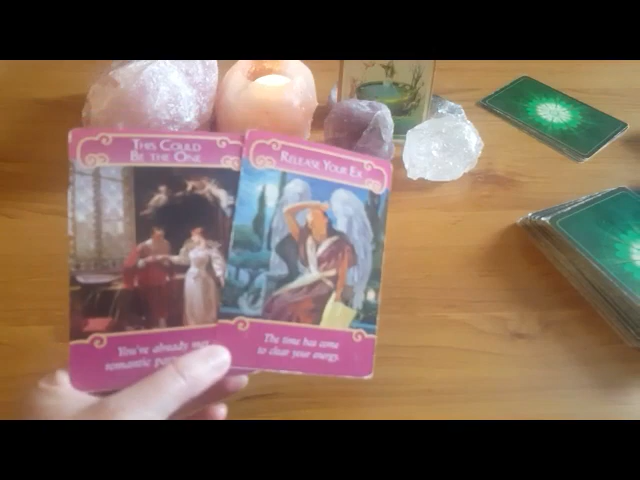 This Could
Be the One
You've already met
romantic
Release Your Ex
The time has come
to clear your energy.